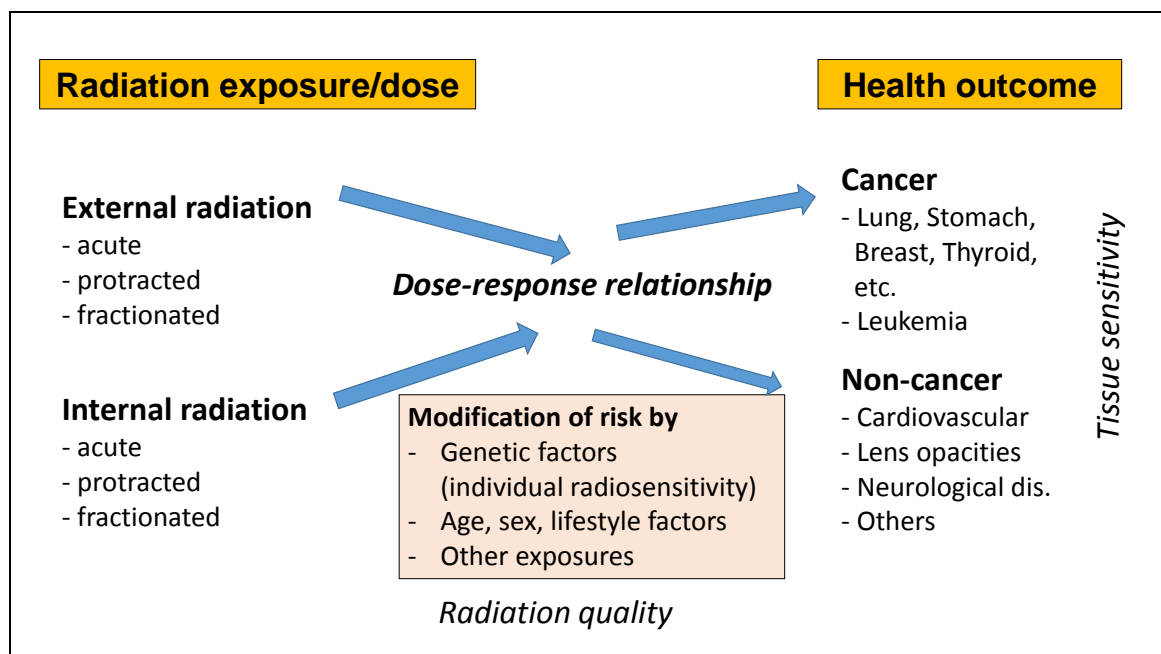 Radiation exposure/dose
Health outcome
External radiation
- acute
- protracted
- fractionated
Internal radiation
- acute
- protracted
- fractionated
Dose-response relationship
Modification of risk by
- Genetic factors
(individual radiosensitivity)
- Age, sex, lifestyle factors
- Other exposures
Radiation quality
Cancer
- Lung, Stomach,
Breast, Thyroid,
etc.
- Leukemia
Non-cancer
- Cardiovascular
- Lens opacities
- Neurological dis.
- Others
Tissue sensitivity